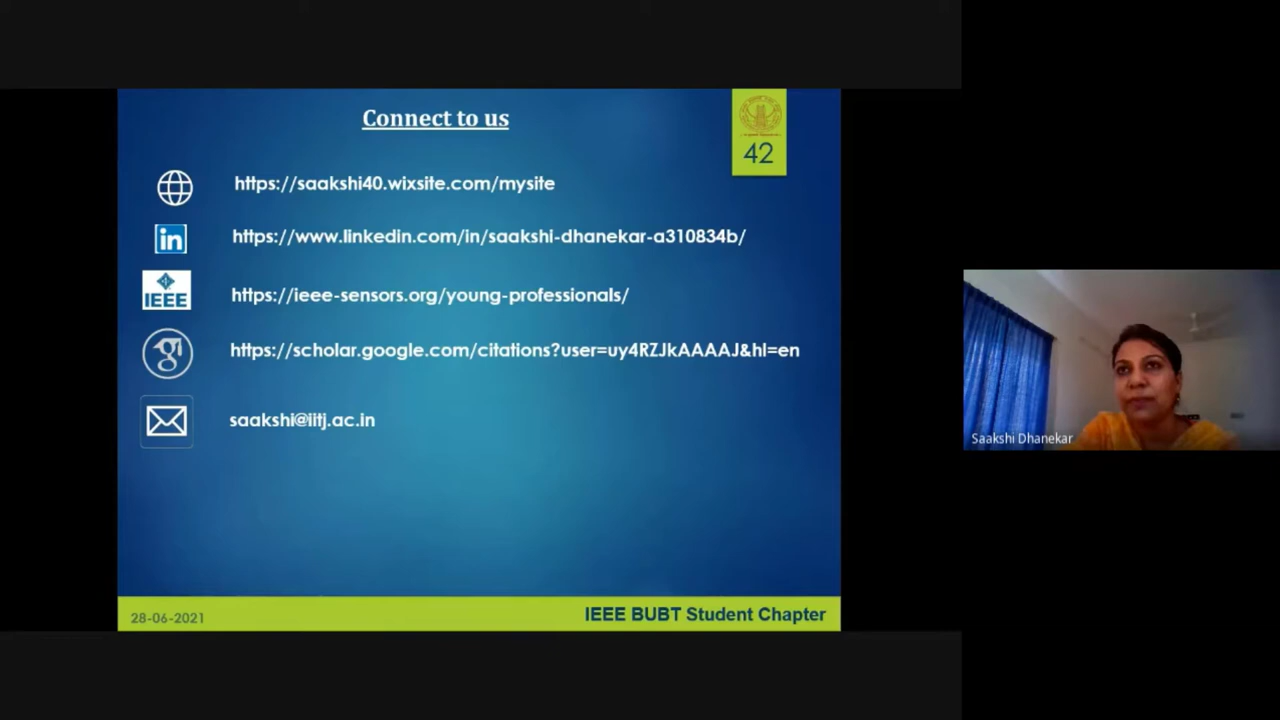 Connect to us
42
https://saakshi40.wixsite.com/mysite
in
https://www.linkedin.com/in/saakshi-dhanekar-a310834b/
IEEE
https://ieee-sensors.org/young-professionals/
g
https://scholar.google.com/citations?user=uy4RZJkAAAAJ&hl=en
saakshi@iitj.ac.in
28-06-2021
IEEE BUBT Student Chapter
Saakshi Dhanekar